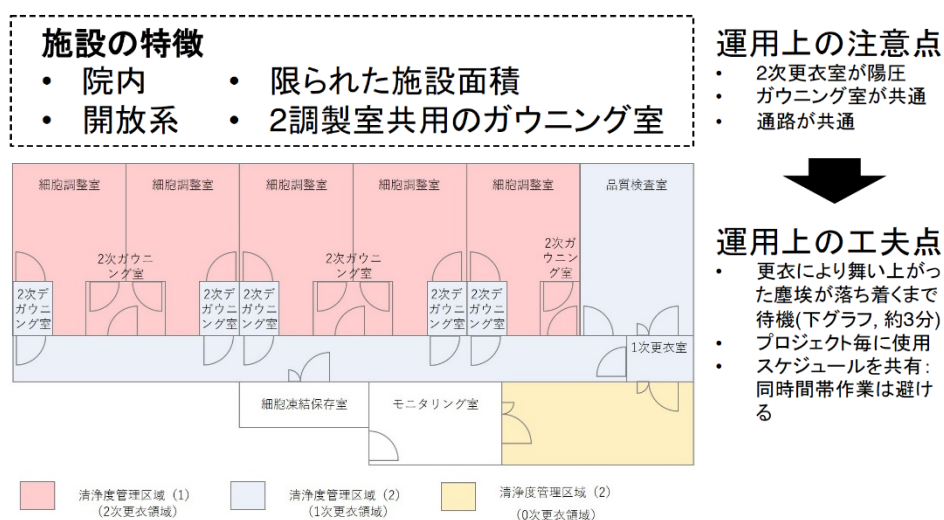 施設の特徴
• 院内
• 開放系
• 限られた施設面積
• 2調製室共用のガウニング室
運用上の注意点
• 2次更衣室が陽圧
• ガウニング室が共通
• 通路が共通
運用上の工夫点
• 更衣により舞い上がっ
た塵埃が落ち着くまで
待機(下グラフ, 約3分)
• プロジェクト毎に使用
• スケジュールを共有：
同時間帯作業は避け
る
細胞調整室
細胞調整室
細胞調整室
細胞調整室
細胞調整室
品質検査室
2次ガウニ
ング室
2次ガウニ
ング室
2次ガ
ウニン
グ室
2次デ
ガウニ
ング室
2次デ
ガウニ
ング室
2次デ
ガウニ
ング室
2次デ
ガウニ
ング室
2次デ
ガウニ
ング室
1次更衣室
細胞凍結保存室
モニタリング室
清浄度管理区域（1）
（2次更衣領域）
清浄度管理区域（2）
（1次更衣領域）
清浄度管理区域（2）
（0次更衣領域）